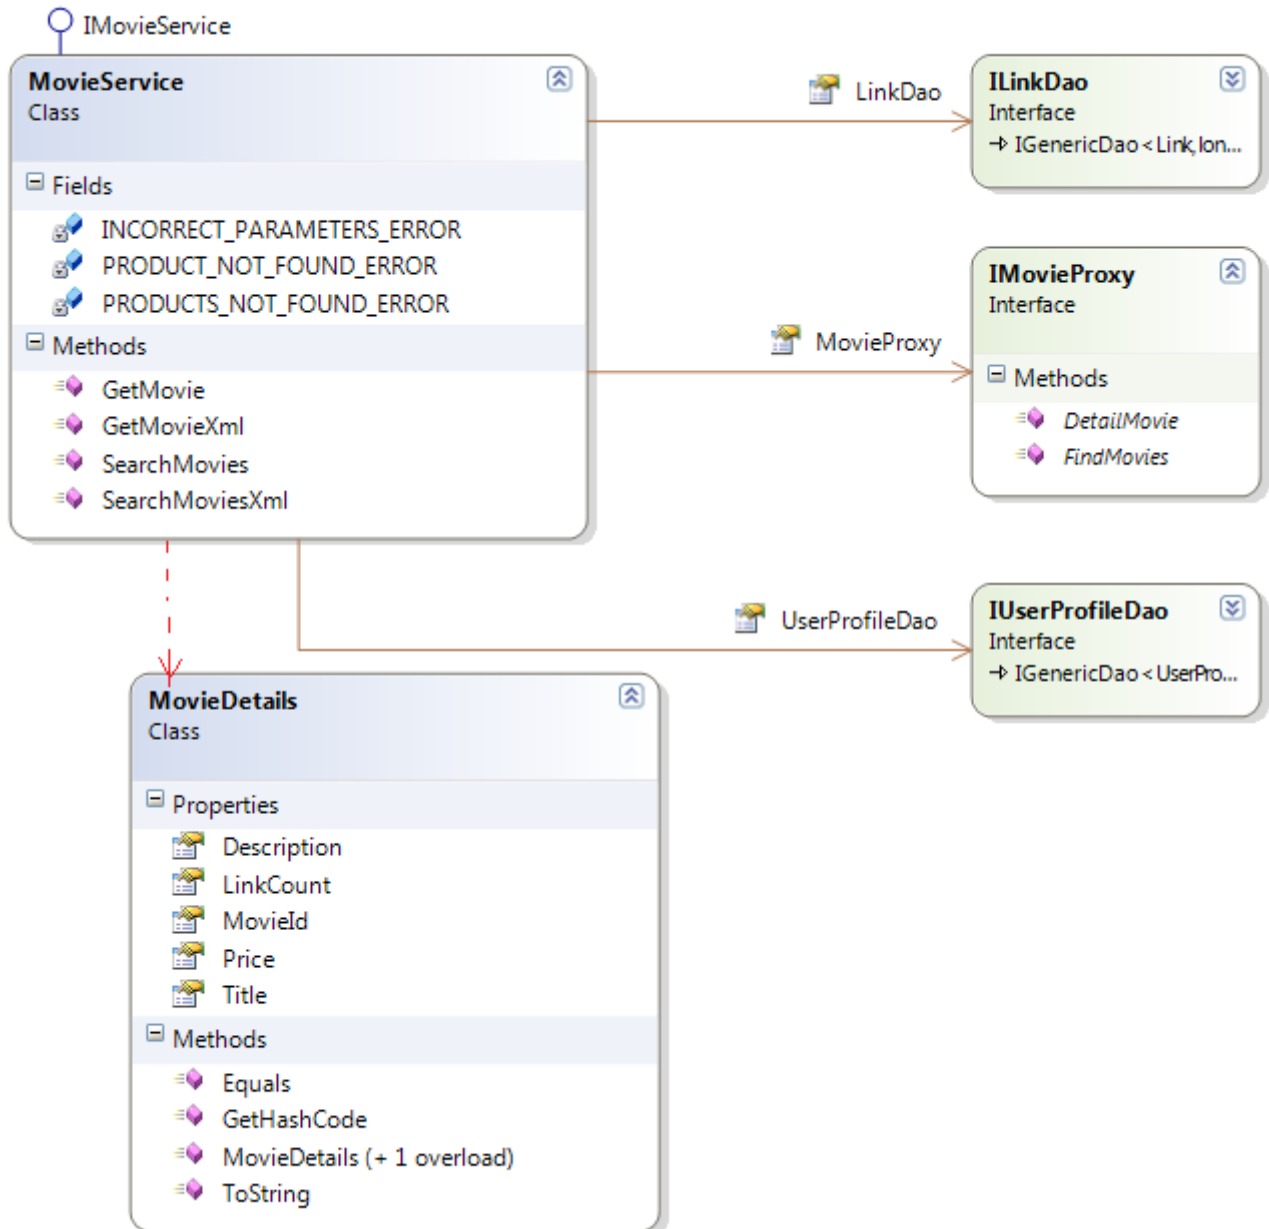 IMovieService
MovieService
Class
Fields
INCORRECT_PARAMETERS_ERROR
PRODUCT_NOT_FOUND_ERROR
PRODUCTS_NOT_FOUND_ERROR
Methods
GetMovie
GetMovieXml
SearchMovies
SearchMoviesXml
LinkDao
ILinkDao
Interface
IGenericDao<Link,lon...
MovieProxy
IMovieProxy
Interface
Methods
DetailMovie
FindMovies
UserProfileDao
IUserProfileDao
Interface
IGenericDao<UserPro...
MovieDetails
Class
Properties
Description
LinkCount
MovieId
Price
Title
Methods
Equals
GetHashCode
MovieDetails (+ 1 overload)
ToString